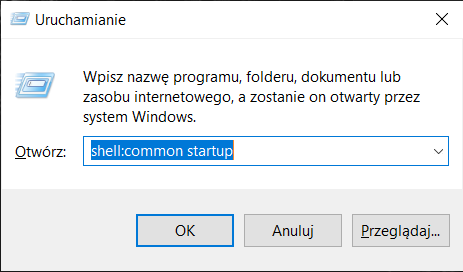 Uruchamianie
Wpisz nazwę programu, folderu, dokumentu lub
zasobu internetowego, a zostanie on otwarty przez
system Windows.
Otwórz: shell:common startup
OK Anuluj Przeglądaj...